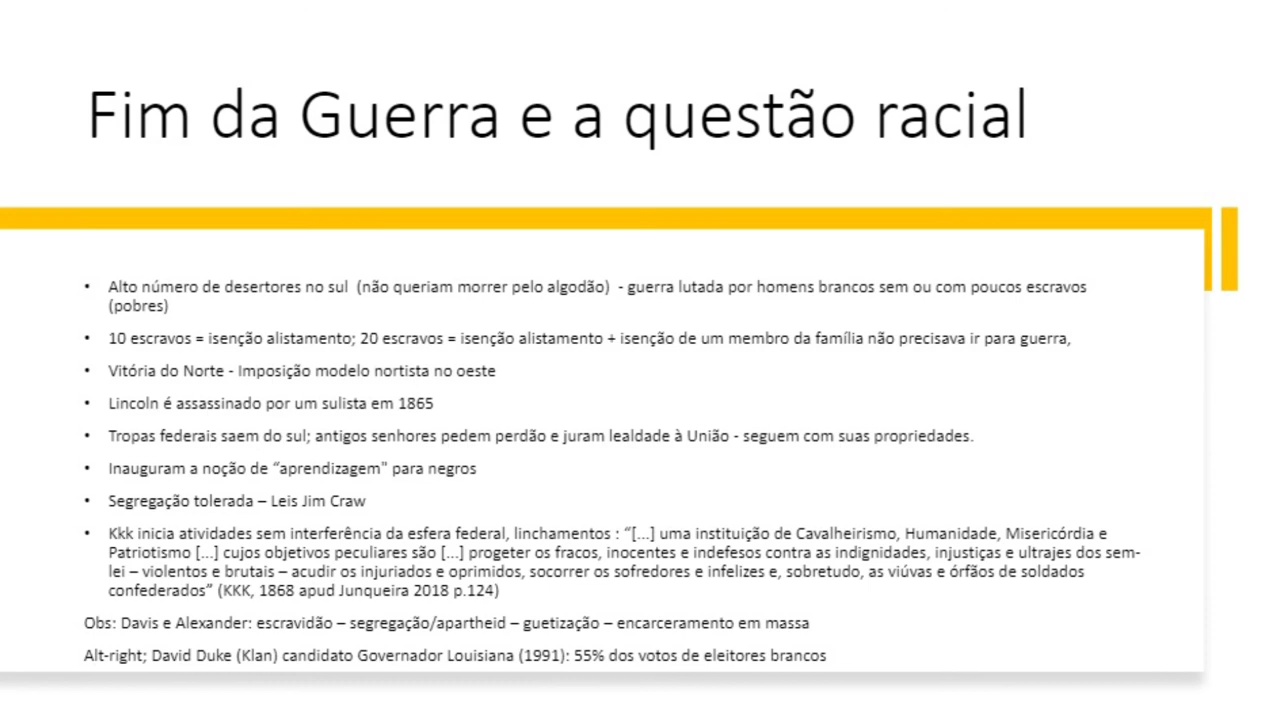 Fim da Guerra e a questão racial
• Alto número de desertores no sul (não queriam morrer pelo algodão) - guerra lutada por homens brancos sem ou com poucos escravos
(pobres)
• 10 escravos = isenção alistamento; 20 escravos = isenção alistamento + isenção de um membro da família não precisava ir para guerra,
• Vitória do Norte - Imposição modelo nortista no oeste
• Lincoln é assassinado por um sulista em 1865
• Tropas federais saem do sul; antigos senhores pedem perdão e juram lealdade à União - seguem com suas propriedades.
• Inauguram a noção de “aprendizagem" para negros
• Segregação tolerada – Leis Jim Craw
• Kkk inicia atividades sem interferência da esfera federal, linchamentos : “[...] uma instituição de Cavalheirismo, Humanidade, Misericórdia e
Patriotismo [...] cujos objetivos peculiares são [...] progeter os fracos, inocentes e indefesos contra as indignidades, injustiças e ultrajes dos sem-
lei – violentos e brutais – acudir os injuriados e oprimidos, socorrer os sofredores e infelizes e, sobretudo, as viúvas e órfãos de soldados
confederados” (KKK, 1868 apud Junqueira 2018 p.124)
Obs: Davis e Alexander: escravidão – segregação/apartheid – guetização – encarceramento em massa
Alt-right; David Duke (Klan) candidato Governador Louisiana (1991): 55% dos votos de eleitores brancos